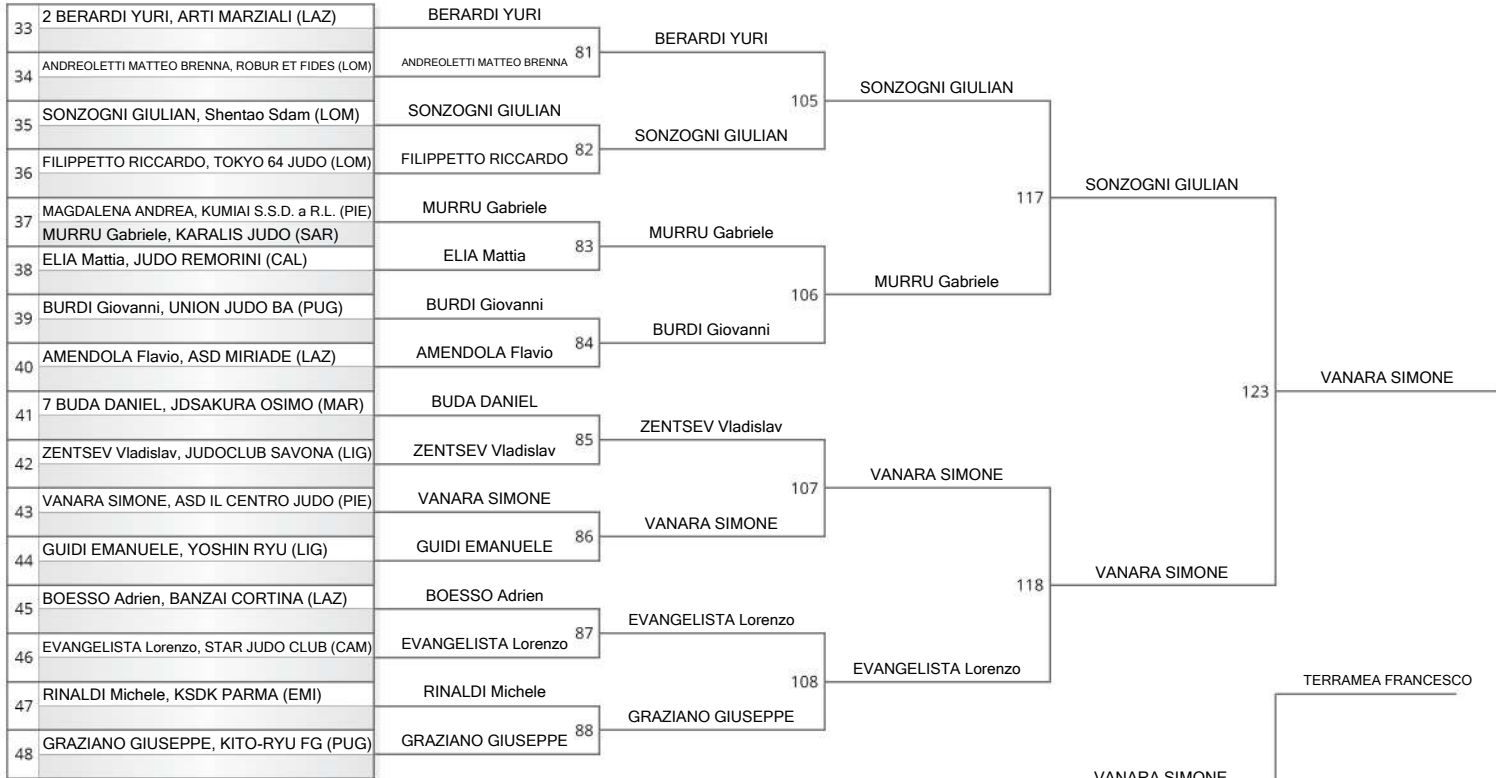 33 2 BERARDI YURI, ARTI MARZIALI (LAZ)
34 ANDREOLETTI MATTEO BRENNA, ROBUR ET FIDES (LOM)
35 SONZOGNI GIULIAN, Shentao Sdam (LOM)
36 FILIPPETTO RICCARDO, TOKYO 64 JUDO (LOM)
37 MAGDALENA ANDREA, KUMIAI S.S.D. a R.L. (PIE)
MURRU Gabriele, KARALIS JUDO (SAR)
38 ELIA Mattia, JUDO REMORINI (CAL)
39 BURDI Giovanni, UNION JUDO BA (PUG)
40 AMENDOLA Flavio, ASD MIRIADE (LAZ)
41 7 BUDA DANIEL, JDSAKURA OSIMO (MAR)
42 ZENTSEV Vladislav, JUDOCLUB SAVONA (LIG)
43 VANARA SIMONE, ASD IL CENTRO JUDO (PIE)
44 GUIDI EMANUELE, YOSHIN RYU (LIG)
45 BOESSO Adrien, BANZAI CORTINA (LAZ)
46 EVANGELISTA Lorenzo, STAR JUDO CLUB (CAM)
47 RINALDI Michele, KSDK PARMA (EMI)
48 GRAZIANO GIUSEPPE, KITO-RYU FG (PUG)
BERARDI YURI
81
ANDREOLETTI MATTEO BRENNA
SONZOGNI GIULIAN
82
FILIPPETTO RICCARDO
MURRU Gabriele
83
ELIA Mattia
BURDI Giovanni
84
AMENDOLA Flavio
BUDA DANIEL
85
ZENTSEV Vladislav
VANARA SIMONE
86
GUIDI EMANUELE
BOESSO Adrien
87
EVANGELISTA Lorenzo
RINALDI Michele
88
GRAZIANO GIUSEPPE
BERARDI YURI
105
SONZOGNI GIULIAN
MURRU Gabriele
106
BURDI Giovanni
ZENTSEV Vladislav
107
VANARA SIMONE
EVANGELISTA Lorenzo
108
GRAZIANO GIUSEPPE
SONZOGNI GIULIAN
117
MURRU Gabriele
VANARA SIMONE
118
EVANGELISTA Lorenzo
SONZOGNI GIULIAN
123
VANARA SIMONE
VANARA SIMONE
TERRAMEA FRANCESCO
VANARA SIMONE